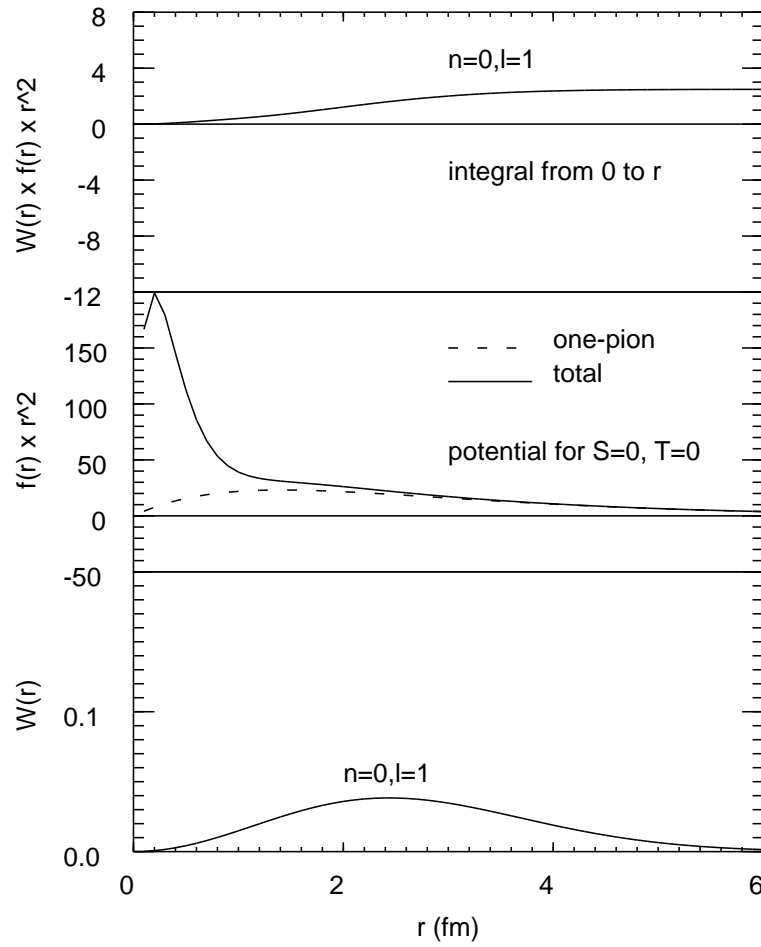 W(r) x f(r) x r^2
8
4
0
-4
-8
-12
n=0,l=1
integral from 0 to r
f(r) x r^2
150
100
50
0
-50
one-pion
total
potential for S=0, T=0
W(r)
0.1
0.0
n=0,l=1
0 2 4 6
r (fm)